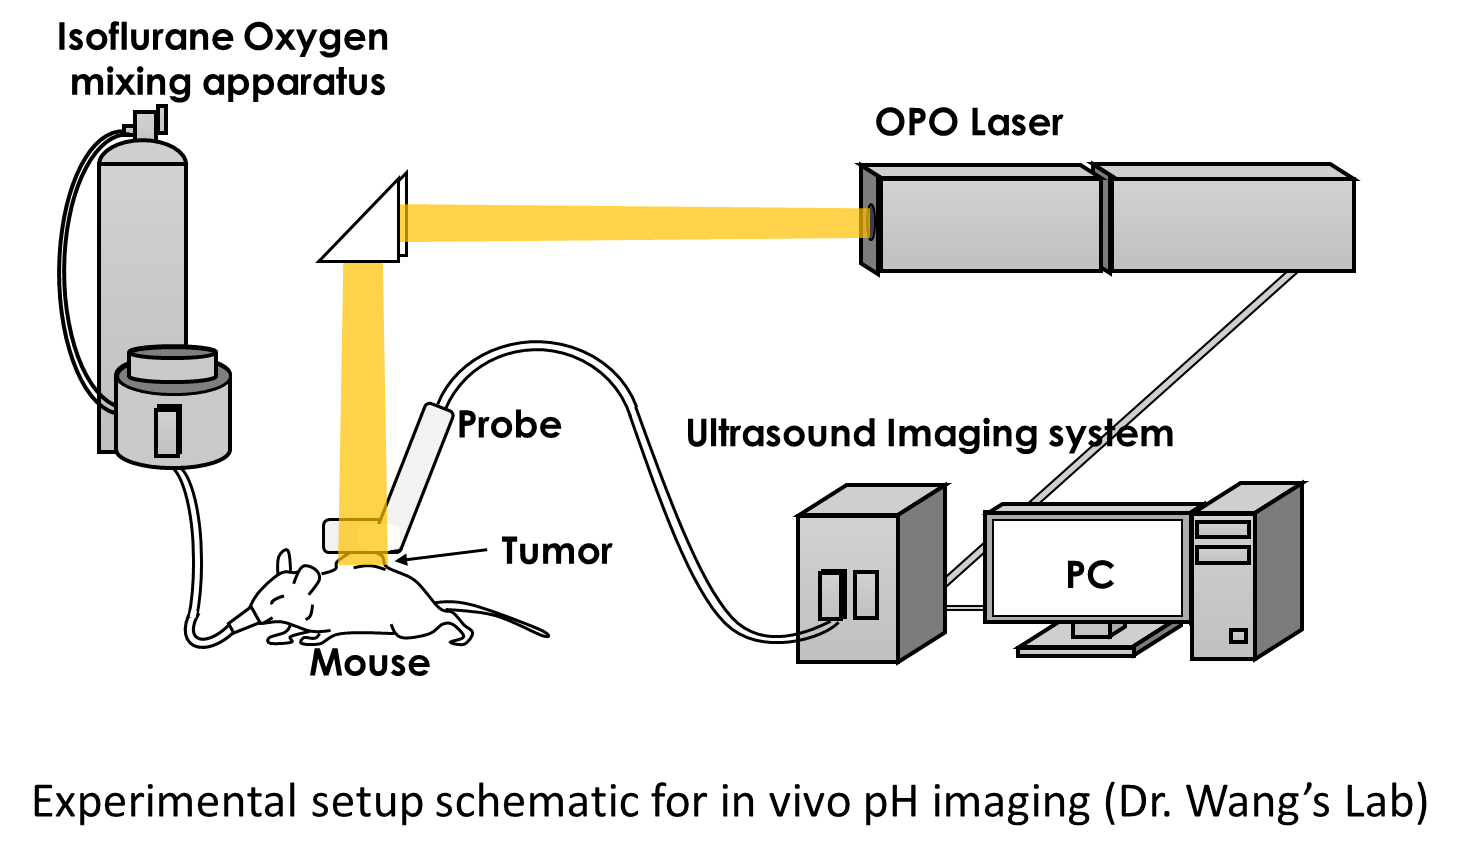 Isoflurane Oxygen
mixing apparatus
OPO Laser
Probe
Ultrasound Imaging system
Tumor
PC
Mouse
Experimental setup schematic for in vivo pH imaging (Dr. Wang’s Lab)